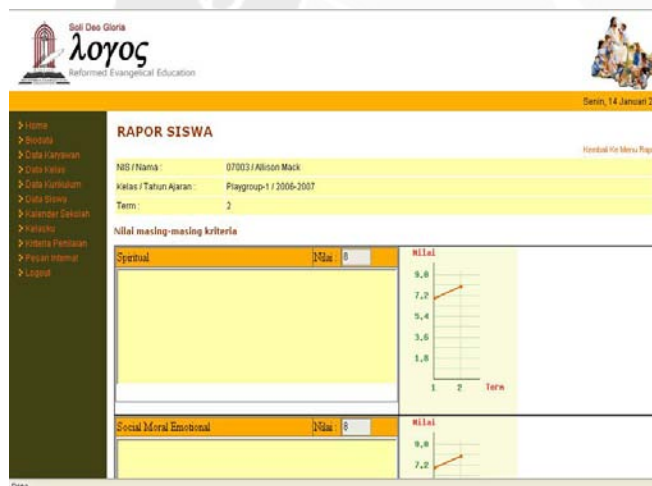 Soli Deo Gloria
λογος
Reformed Evangelical Education
Senin, 14 Januari 2
Home
Biodata
Data Karyawan
Data Kelas
Data Kurikulum
Data Siswa
Kalender Sekolah
Kelasku
Kriteria Penilaian
Pesan Internal
Logout
RAPOR SISWA
Kembali Ke Menu Rap
NIS / Nama : 07003 / Allison Mack
Kelas / Tahun Ajaran : Playgroup-1 / 2006-2007
Term : 2
Nilai masing-masing kriteria
Spiritual Nilai : 8
Nilai
9,0
7,2
5,4
3,6
1,8
1 2 Term
Social Moral Emotional Nilai : 8
Nilai
9,0
7,2